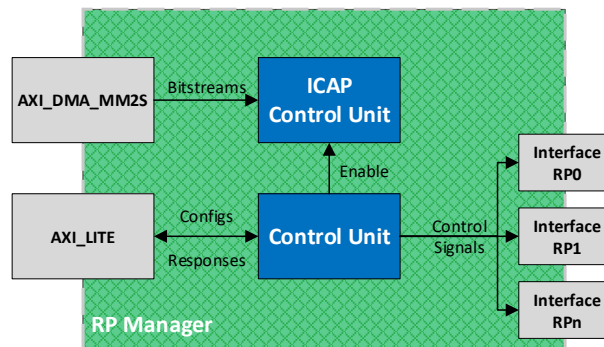 AXI_DMA_MM2S
Bitstreams
ICAP
Control Unit
Enable
Interface
RP0
AXI_LITE
Configs
Responses
Control Unit
Control
Signals
Interface
RP1
Interface
RPn
RP Manager